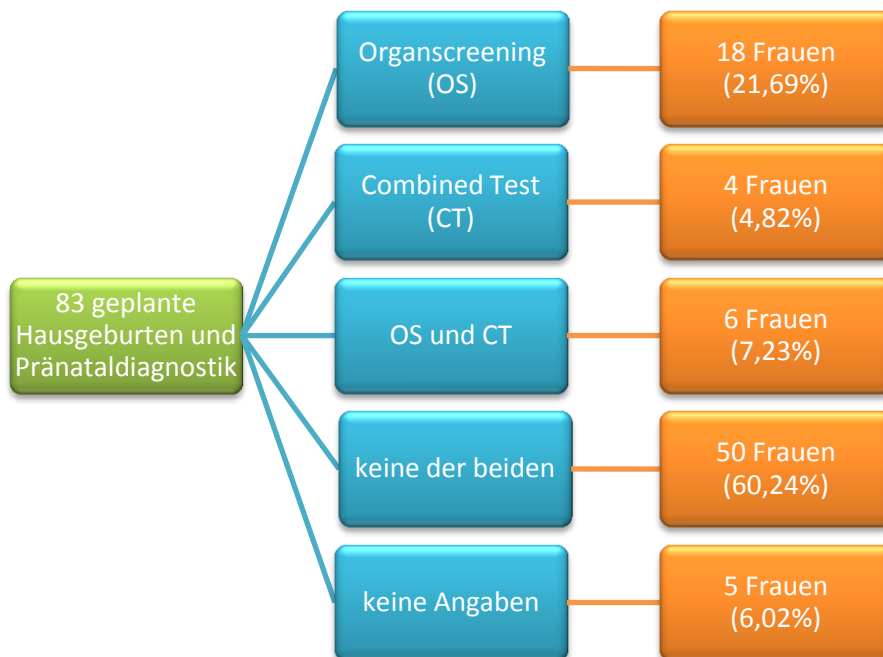 83 geplante
Hausgeburten und
Pränataldiagnostik
Organscreening
(OS)
18 Frauen
(21,69%)
Combined Test
(CT)
4 Frauen
(4,82%)
OS und CT
6 Frauen
(7,23%)
keine der beiden
50 Frauen
(60,24%)
keine Angaben
5 Frauen
(6,02%)